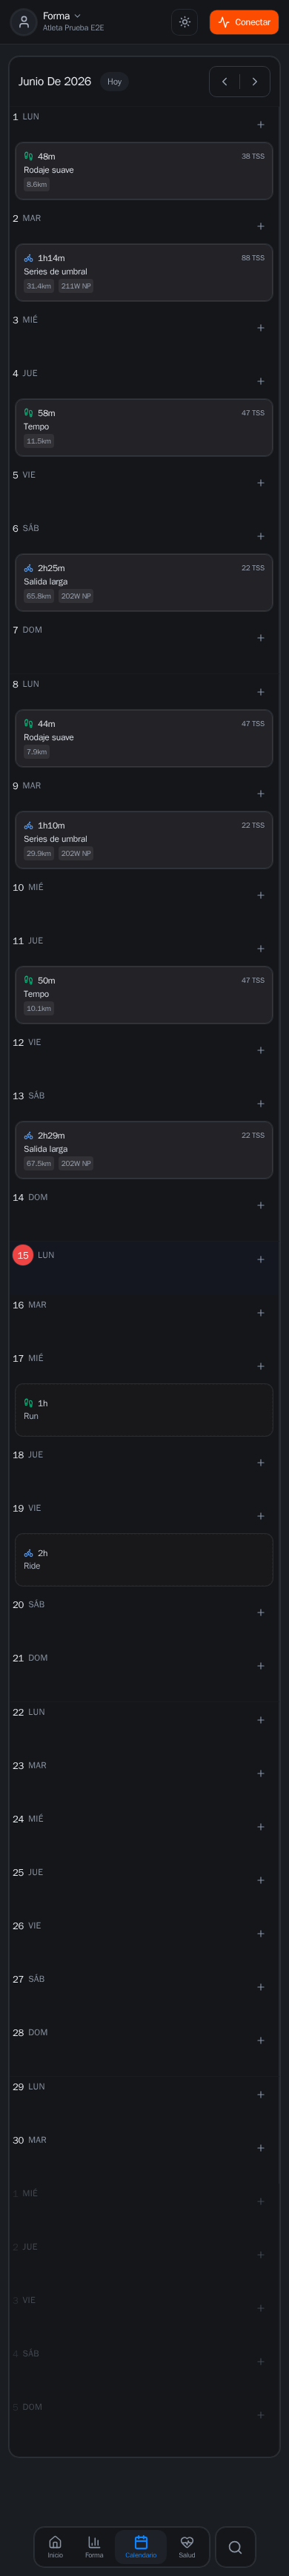 Forma
Atleta Prueba E2E
Conectar
Junio De 2026
Hoy
1 LUN
48m
38 TSS
Rodaje suave
8.6km
2 MAR
1h14m
88 TSS
Series de umbral
31.4km 211W NP
3 MIÉ
4 JUE
58m
47 TSS
Tempo
11.5km
5 VIE
6 SÁB
2h25m
22 TSS
Salida larga
65.8km 202W NP
7 DOM
8 LUN
44m
47 TSS
Rodaje suave
7.9km
9 MAR
1h10m
22 TSS
Series de umbral
29.9km 202W NP
10 MIÉ
11 JUE
50m
47 TSS
Tempo
10.1km
12 VIE
13 SÁB
2h29m
22 TSS
Salida larga
67.5km 202W NP
14 DOM
15 LUN
16 MAR
17 MIÉ
1h
Run
18 JUE
19 VIE
2h
Ride
20 SÁB
21 DOM
22 LUN
23 MAR
24 MIÉ
25 JUE
26 VIE
27 SÁB
28 DOM
29 LUN
30 MAR
1 MIÉ
2 JUE
3 VIE
4 SÁB
5 DOM
Inicio
Forma
Calendario
Salud